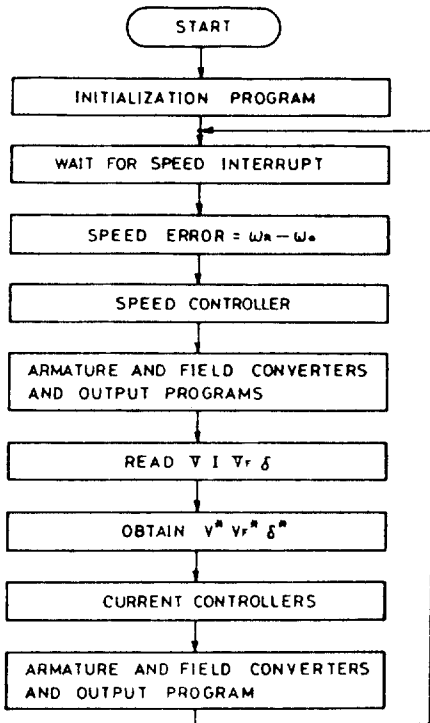 START
INITIALIZATION PROGRAM
WAIT FOR SPEED INTERRUPT
SPEED ERROR = ωR − ωo
SPEED CONTROLLER
ARMATURE AND FIELD CONVERTERS
AND OUTPUT PROGRAMS
READ V I VF δ
OBTAIN V* VF* δ*
CURRENT CONTROLLERS
ARMATURE AND FIELD CONVERTERS
AND OUTPUT PROGRAM